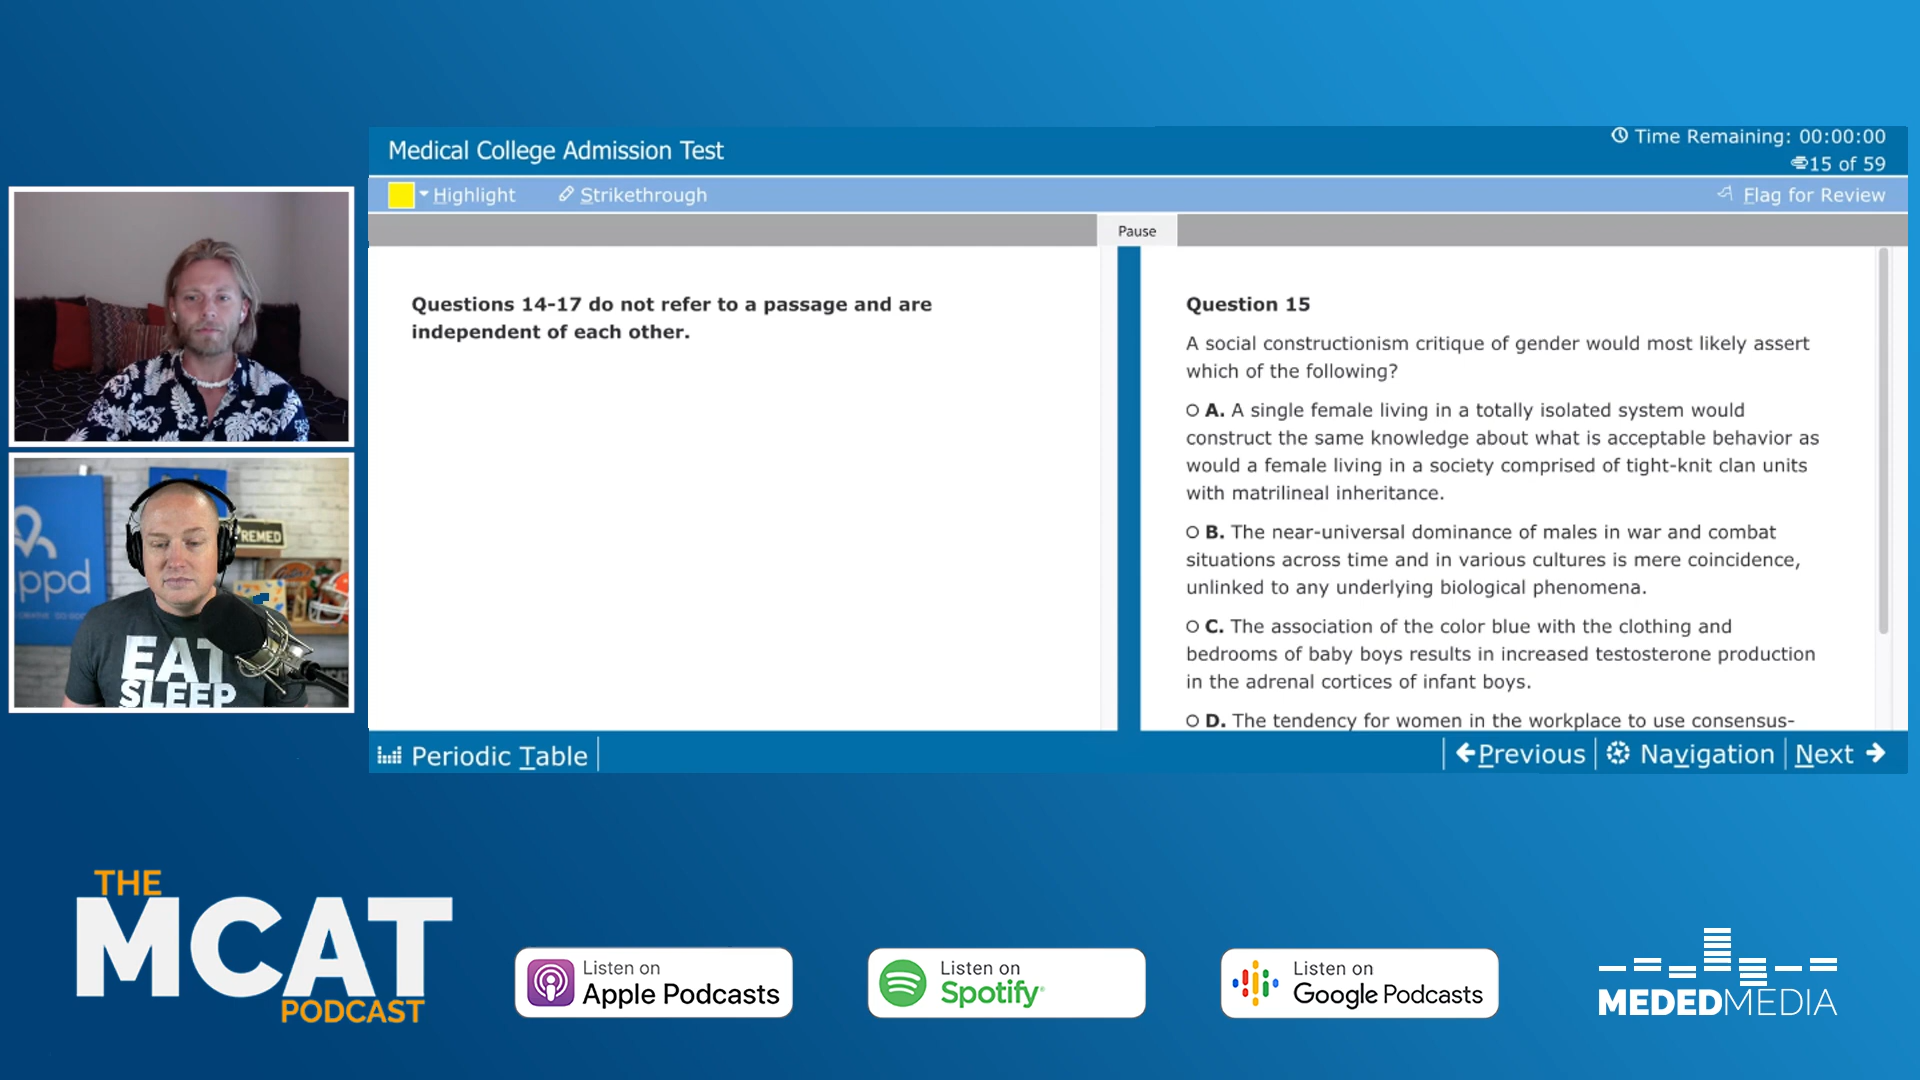 Medical College Admission Test
Time Remaining: 00:00:00
15 of 59
Highlight
Strikethrough
Flag for Review
Pause
Questions 14-17 do not refer to a passage and are
independent of each other.
Question 15
A social constructionism critique of gender would most likely assert
which of the following?
A. A single female living in a totally isolated system would
construct the same knowledge about what is acceptable behavior as
would a female living in a society comprised of tight-knit clan units
with matrilineal inheritance.
B. The near-universal dominance of males in war and combat
situations across time and in various cultures is mere coincidence,
unlinked to any underlying biological phenomena.
C. The association of the color blue with the clothing and
bedrooms of baby boys results in increased testosterone production
in the adrenal cortices of infant boys.
D. The tendency for women in the workplace to use consensus-
Periodic Table
Previous
Navigation
Next
PREMED
ppd
EAT
SLEEP
THE
MCAT
PODCAST
Listen on
Apple Podcasts
Listen on
Spotify
Listen on
Google Podcasts
MEDEDMEDIA